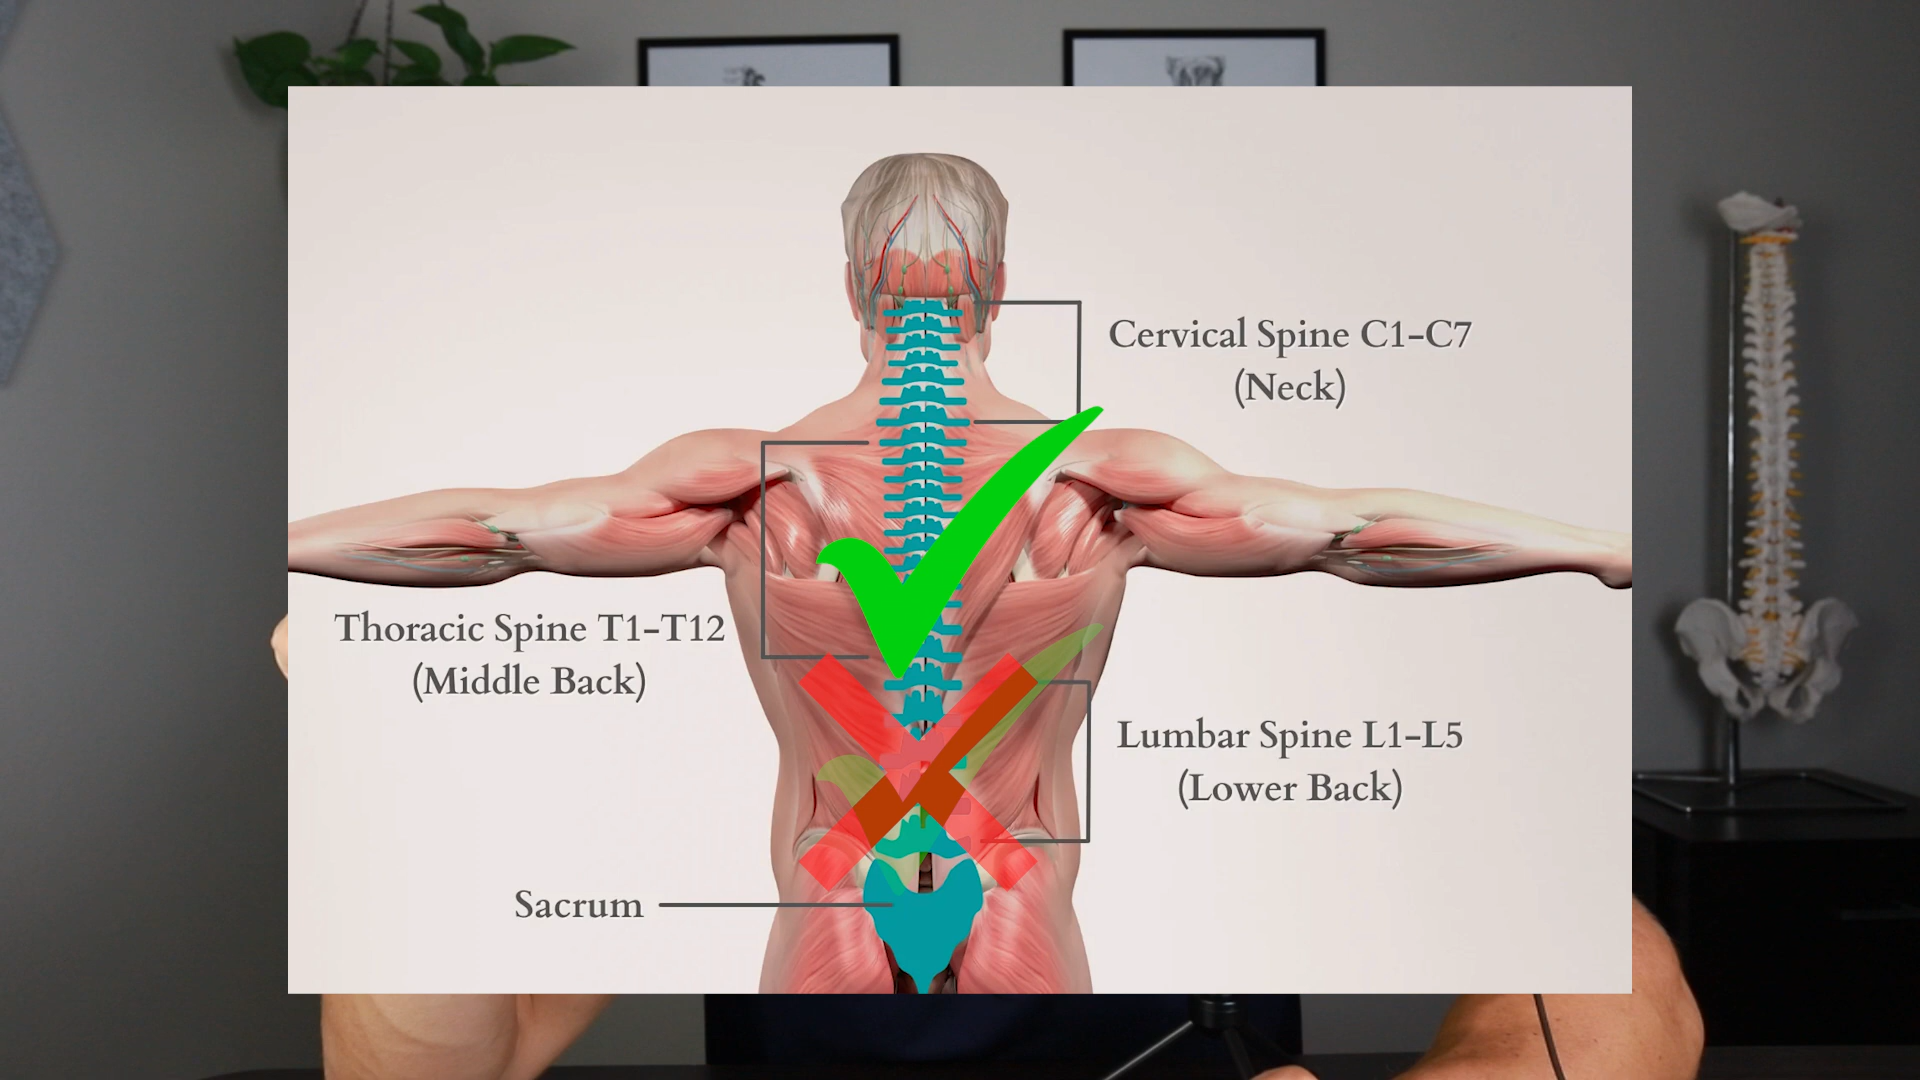 Cervical Spine C1-C7
(Neck)
Thoracic Spine T1-T12
(Middle Back)
Lumbar Spine L1-L5
(Lower Back)
Sacrum